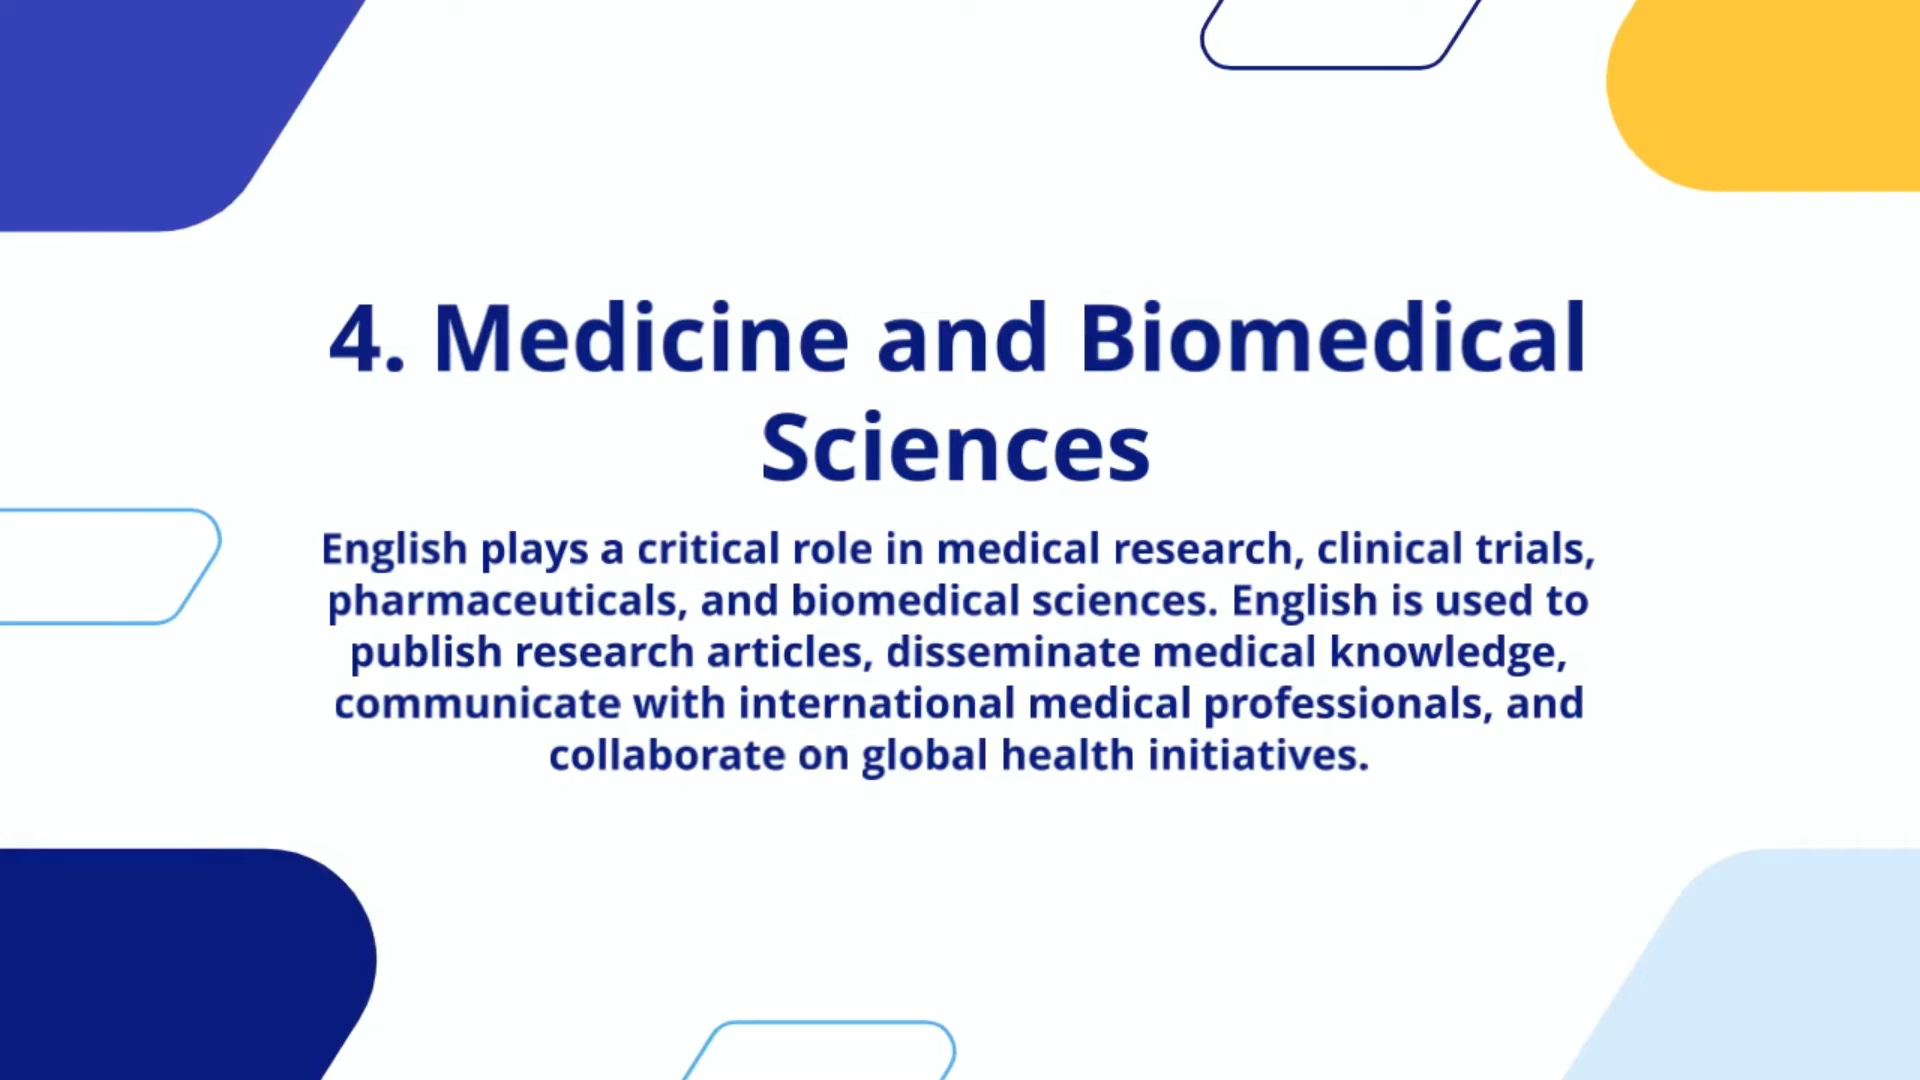 4. Medicine and Biomedical
Sciences
English plays a critical role in medical research, clinical trials,
pharmaceuticals, and biomedical sciences. English is used to
publish research articles, disseminate medical knowledge,
communicate with international medical professionals, and
collaborate on global health initiatives.